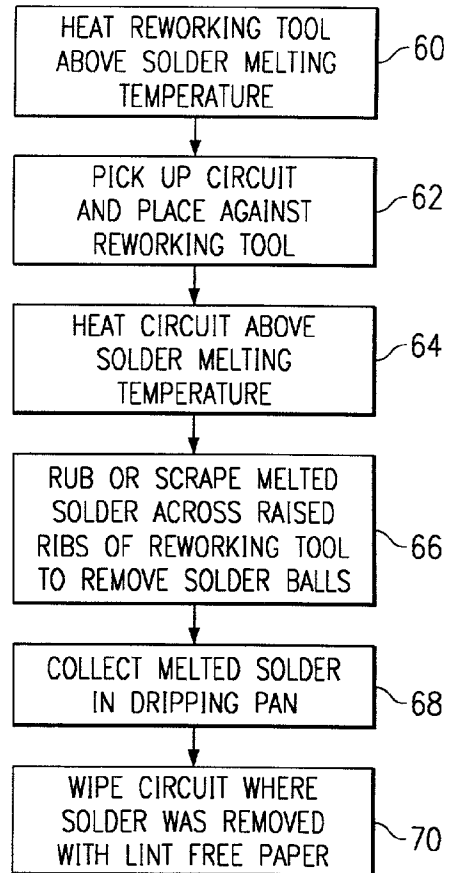 HEAT REWORKING TOOL
ABOVE SOLDER MELTING
TEMPERATURE
60
PICK UP CIRCUIT
AND PLACE AGAINST
REWORKING TOOL
62
HEAT CIRCUIT ABOVE
SOLDER MELTING
TEMPERATURE
64
RUB OR SCRAPE MELTED
SOLDER ACROSS RAISED
RIBS OF REWORKING TOOL
TO REMOVE SOLDER BALLS
66
COLLECT MELTED SOLDER
IN DRIPPING PAN
68
WIPE CIRCUIT WHERE
SOLDER WAS REMOVED
WITH LINT FREE PAPER
70